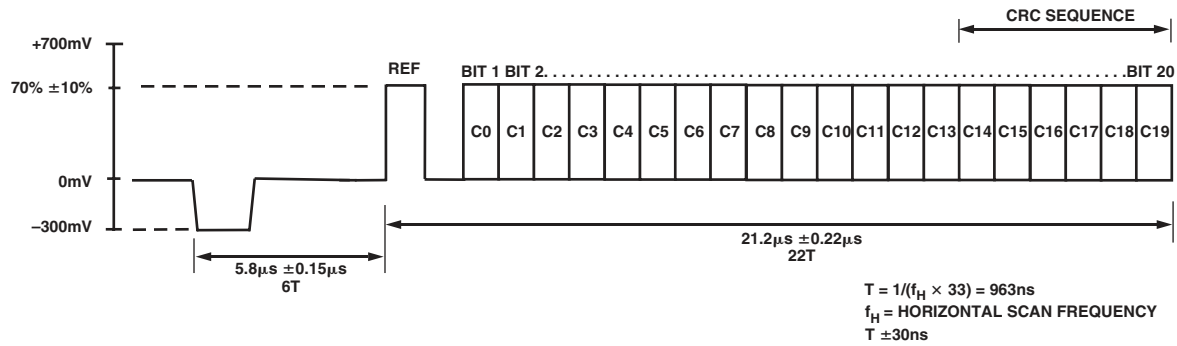 CRC SEQUENCE
+700mV
REF
BIT 1 BIT 2. . . . . . . . . . . . . . . . . . . . . . . . . . . . . . . . . . . . . . . . . . . . . . . . . . . . . . . . . . . . . . . . . . . . . . . . . . .BIT 20
70% ±10%
C0 C1 C2 C3 C4 C5 C6 C7 C8 C9 C10 C11 C12 C13 C14 C15 C16 C17 C18 C19
0mV
–300mV
21.2μs ±0.22μs
22T
5.8μs ±0.15μs
6T
T = 1/(fH × 33) = 963ns
fH = HORIZONTAL SCAN FREQUENCY
T ±30ns